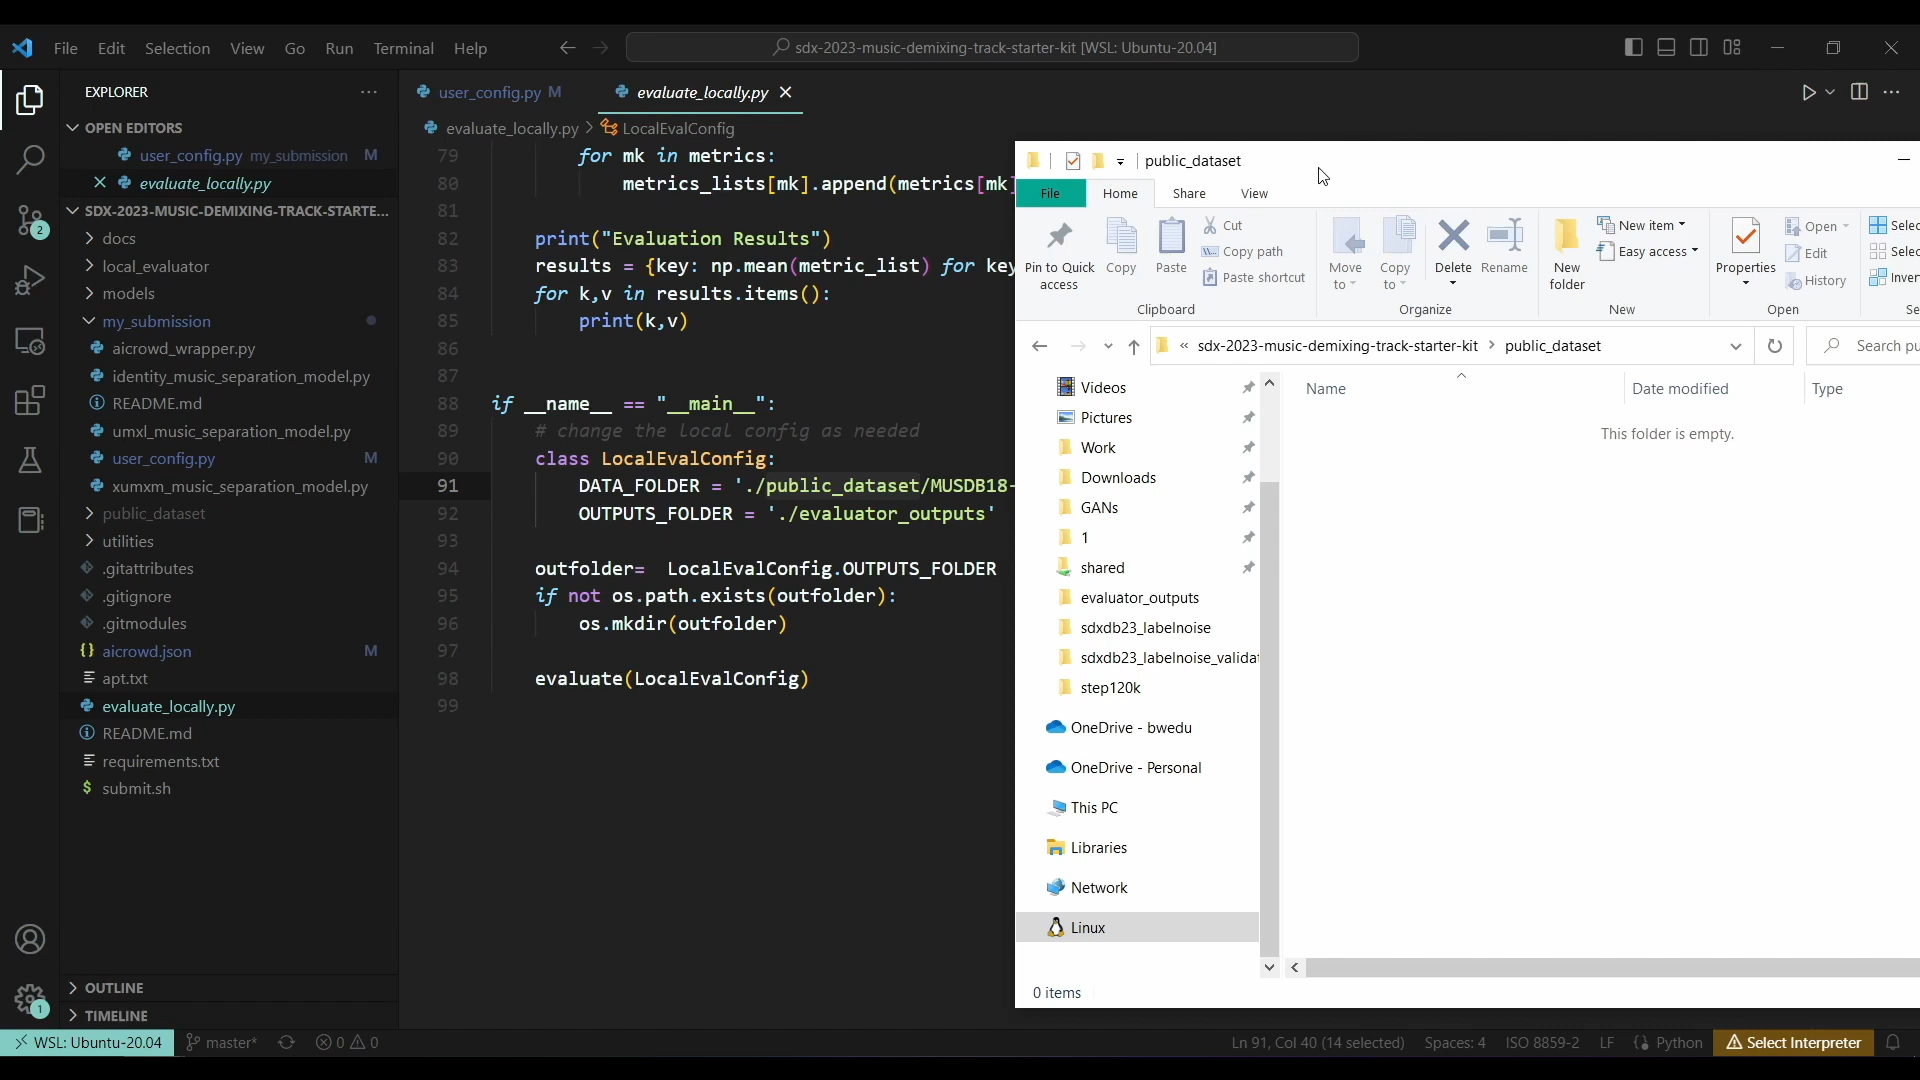 File Edit Selection View Go Run Terminal Help
sdx-2023-music-demixing-track-starter-kit [WSL: Ubuntu-20.04]
EXPLORER
OPEN EDITORS
user_config.py my_submission M
evaluate_locally.py
SDX-2023-MUSIC-DEMIXING-TRACK-STARTE...
docs
local_evaluator
models
my_submission
aicrowd_wrapper.py
identity_music_separation_model.py
README.md
umxl_music_separation_model.py
user_config.py M
xumxm_music_separation_model.py
public_dataset
utilities
.gitattributes
.gitignore
.gitmodules
aicrowd.json M
apt.txt
evaluate_locally.py
README.md
requirements.txt
submit.sh
OUTLINE
TIMELINE
2
1
user_config.py M
evaluate_locally.py
evaluate_locally.py > LocalEvalConfig
79 for mk in metrics:
80 metrics_lists[mk].append(metrics[mk]
81
82 print("Evaluation Results")
83 results = {key: np.mean(metric_list) for key
84 for k,v in results.items():
85 print(k,v)
86
87
88 if __name__ == "__main__":
89 # change the local config as needed
90 class LocalEvalConfig:
91 DATA_FOLDER = './public_dataset/MUSDB18-
92 OUTPUTS_FOLDER = './evaluator_outputs'
93
94 outfolder= LocalEvalConfig.OUTPUTS_FOLDER
95 if not os.path.exists(outfolder):
96 os.mkdir(outfolder)
97
98 evaluate(LocalEvalConfig)
99
public_dataset
File Home Share View
Pin to Quick access
Copy
Paste
Cut
Copy path
Paste shortcut
Clipboard
Move to
Copy to
Delete
Rename
Organize
New folder
New item
Easy access
New
Properties
Open
Edit
History
Open
Selec
Selec
Inver
Se
« sdx-2023-music-demixing-track-starter-kit > public_dataset
Search pu
Name Date modified Type
This folder is empty.
Videos
Pictures
Work
Downloads
GANs
1
shared
evaluator_outputs
sdxdb23_labelnoise
sdxdb23_labelnoise_validat
step120k
OneDrive - bwedu
OneDrive - Personal
This PC
Libraries
Network
Linux
0 items
WSL: Ubuntu-20.04 master* 0 0
Ln 91, Col 40 (14 selected) Spaces: 4 ISO 8859-2 LF Python Select Interpreter